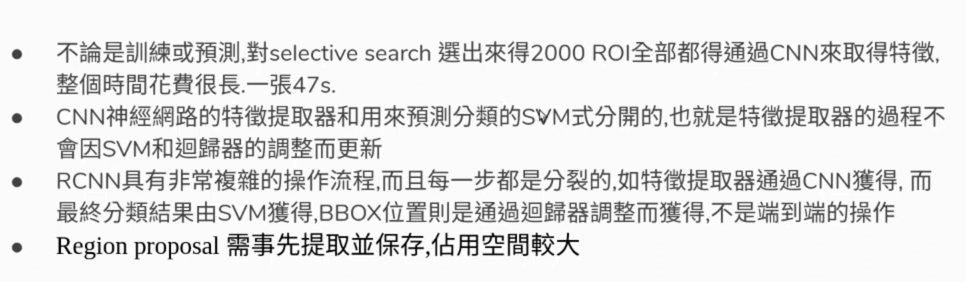 ● 不論是訓練或預測,對selective search 選出來得2000 ROI全部都得通過CNN來取得特徵,
整個時間花費很長.一張47s.
● CNN神經網路的特徵提取器和用來預測分類的SVM式分開的,也就是特徵提取器的過程不
會因SVM和迴歸器的調整而更新
● RCNN具有非常複雜的操作流程,而且每一步都是分裂的,如特徵提取器通過CNN獲得, 而
最終分類結果由SVM獲得,BBOX位置則是通過迴歸器調整而獲得,不是端到端的操作
● Region proposal 需事先提取並保存,佔用空間較大